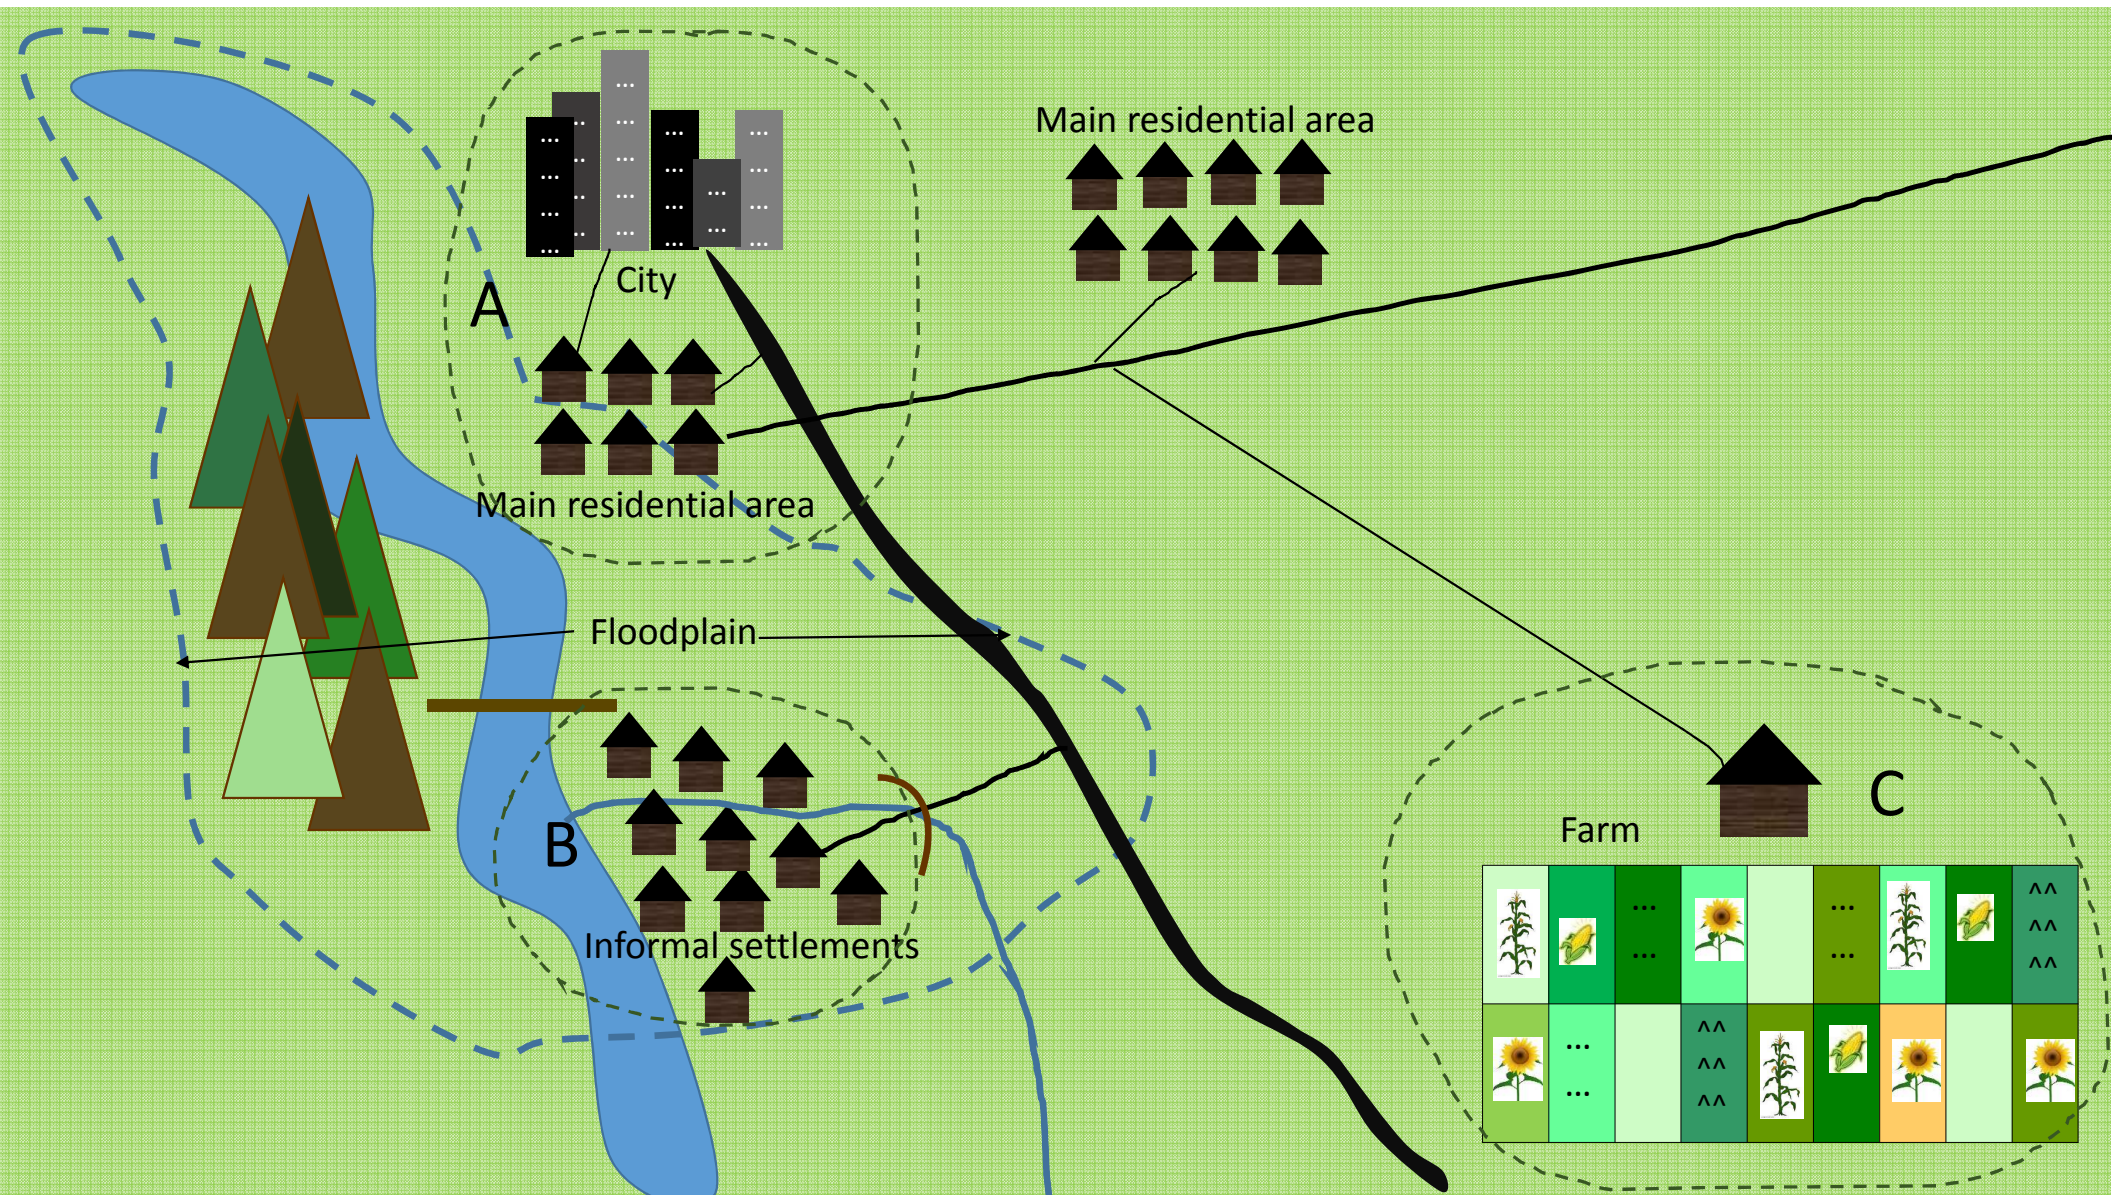 Main residential area
City
A
Main residential area
Floodplain
C
Farm
B
Informal settlements
... ... ^^
... ... ^^
^^
... ^^
^^
... ^^